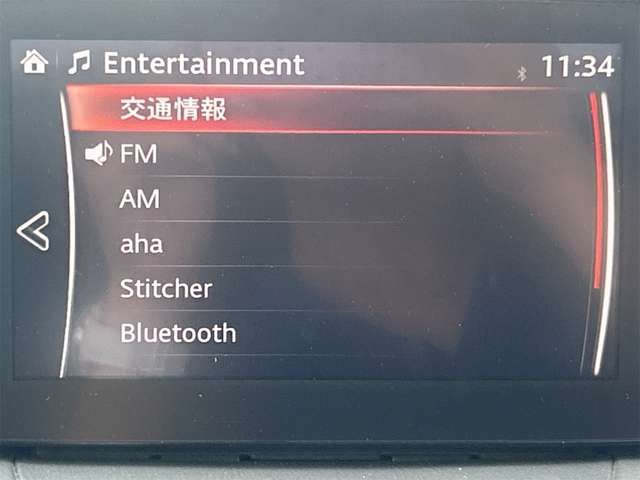 Entertainment 11:34
交通情報
FM
AM
aha
Stitcher
Bluetooth